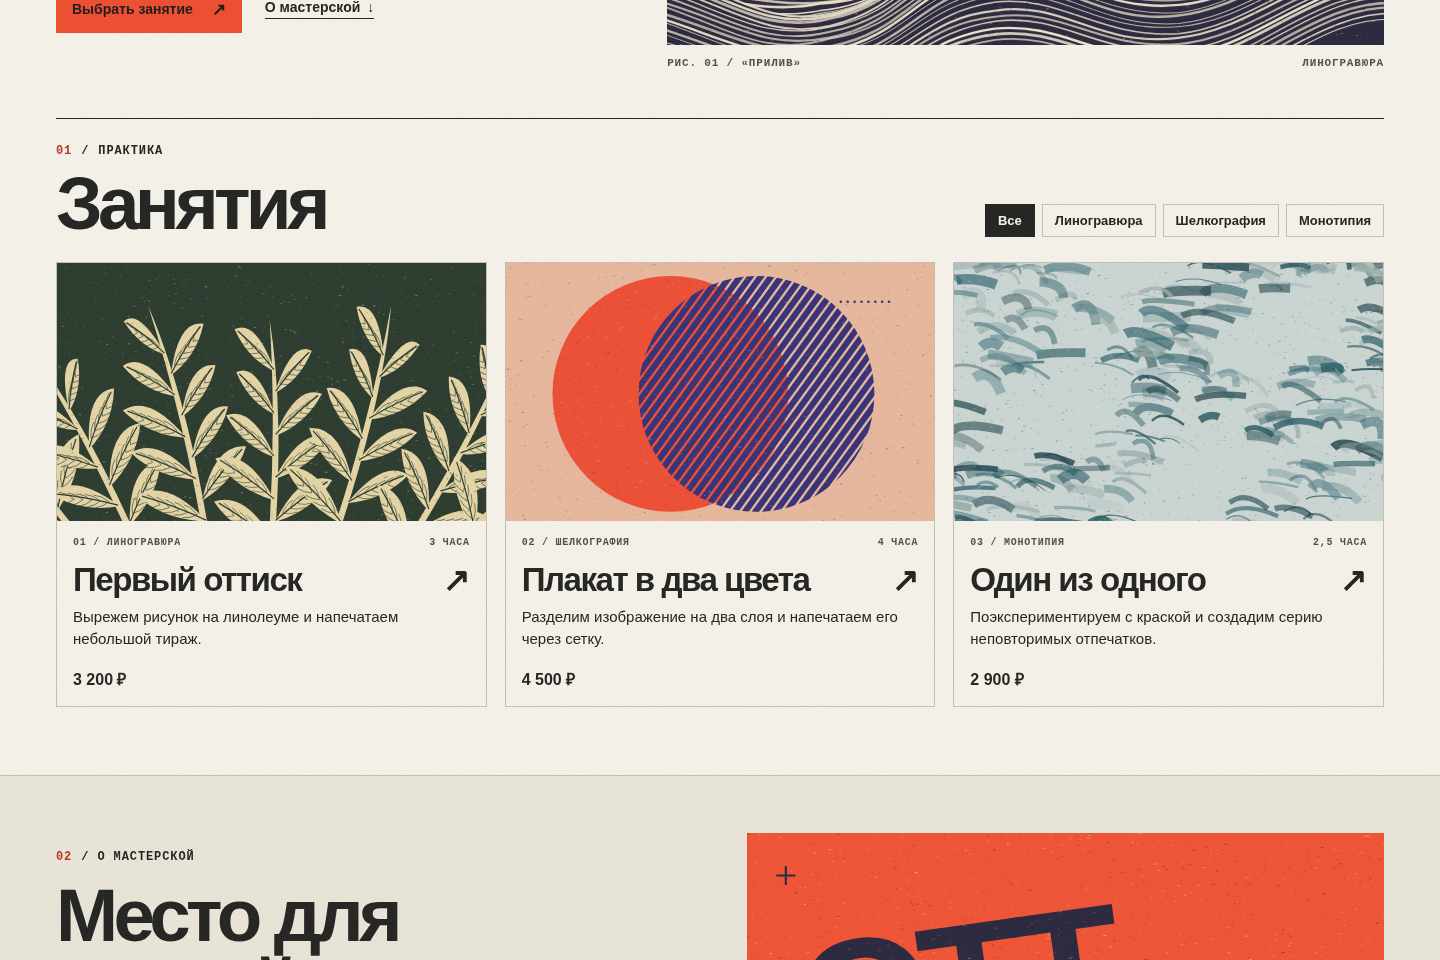 Выбрать занятие ↗
О мастерской ↓
РИС. 01 / «ПРИЛИВ»
ЛИНОГРАВЮРА
01 / ПРАКТИКА
Занятия
Все
Линогравюра
Шелкография
Монотипия
01 / ЛИНОГРАВЮРА
3 ЧАСА
Первый оттиск ↗
Вырежем рисунок на линолеуме и напечатаем
небольшой тираж.
3 200 ₽
02 / ШЕЛКОГРАФИЯ
4 ЧАСА
Плакат в два цвета ↗
Разделим изображение на два слоя и напечатаем его
через сетку.
4 500 ₽
03 / МОНОТИПИЯ
2,5 ЧАСА
Один из одного ↗
Поэкспериментируем с краской и создадим серию
неповторимых отпечатков.
2 900 ₽
02 / О МАСТЕРСКОЙ
Место для